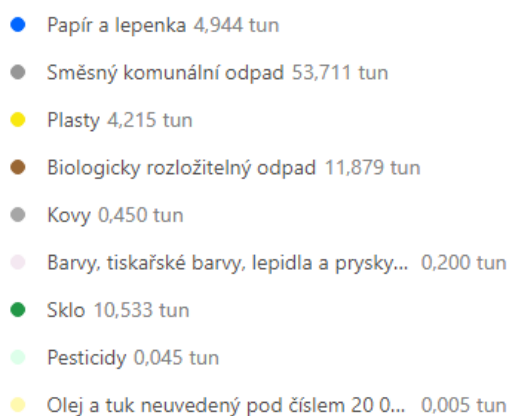 Papír a lepenka 4,944 tun
Směsný komunální odpad 53,711 tun
Plasty 4,215 tun
Biologicky rozložitelný odpad 11,879 tun
Kovy 0,450 tun
Barvy, tiskařské barvy, lepidla a prysky... 0,200 tun
Sklo 10,533 tun
Pesticidy 0,045 tun
Olej a tuk neuvedený pod číslem 20 0... 0,005 tun